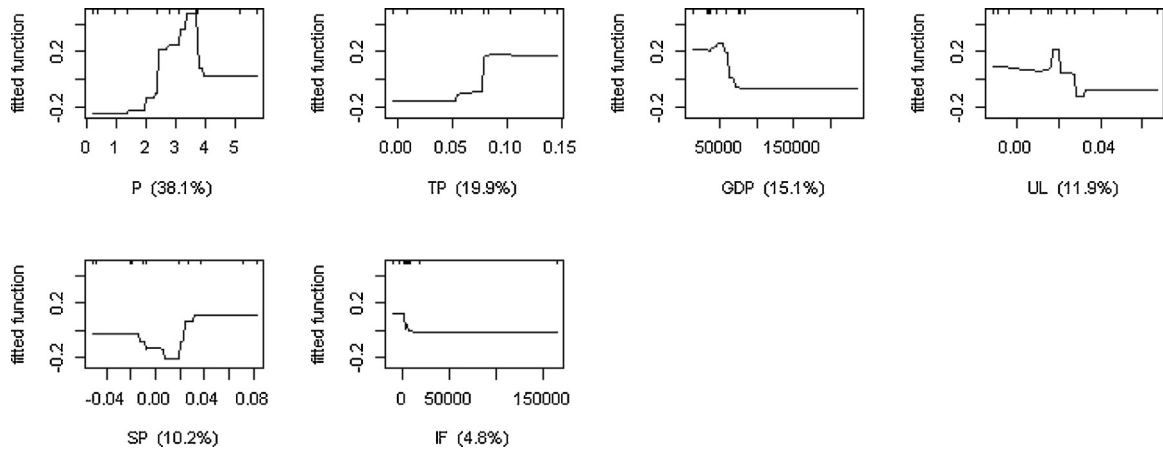 fitted function
0.2
-0.2
0 1 2 3 4 5
P (38.1%)
fitted function
0.2
-0.2
0.00 0.05 0.10 0.15
TP (19.9%)
fitted function
0.2
-0.2
50000 150000
GDP (15.1%)
fitted function
0.2
-0.2
0.00 0.04
UL (11.9%)
fitted function
0.2
-0.2
-0.04 0.00 0.04 0.08
SP (10.2%)
fitted function
0.2
-0.2
0 50000 150000
IF (4.8%)